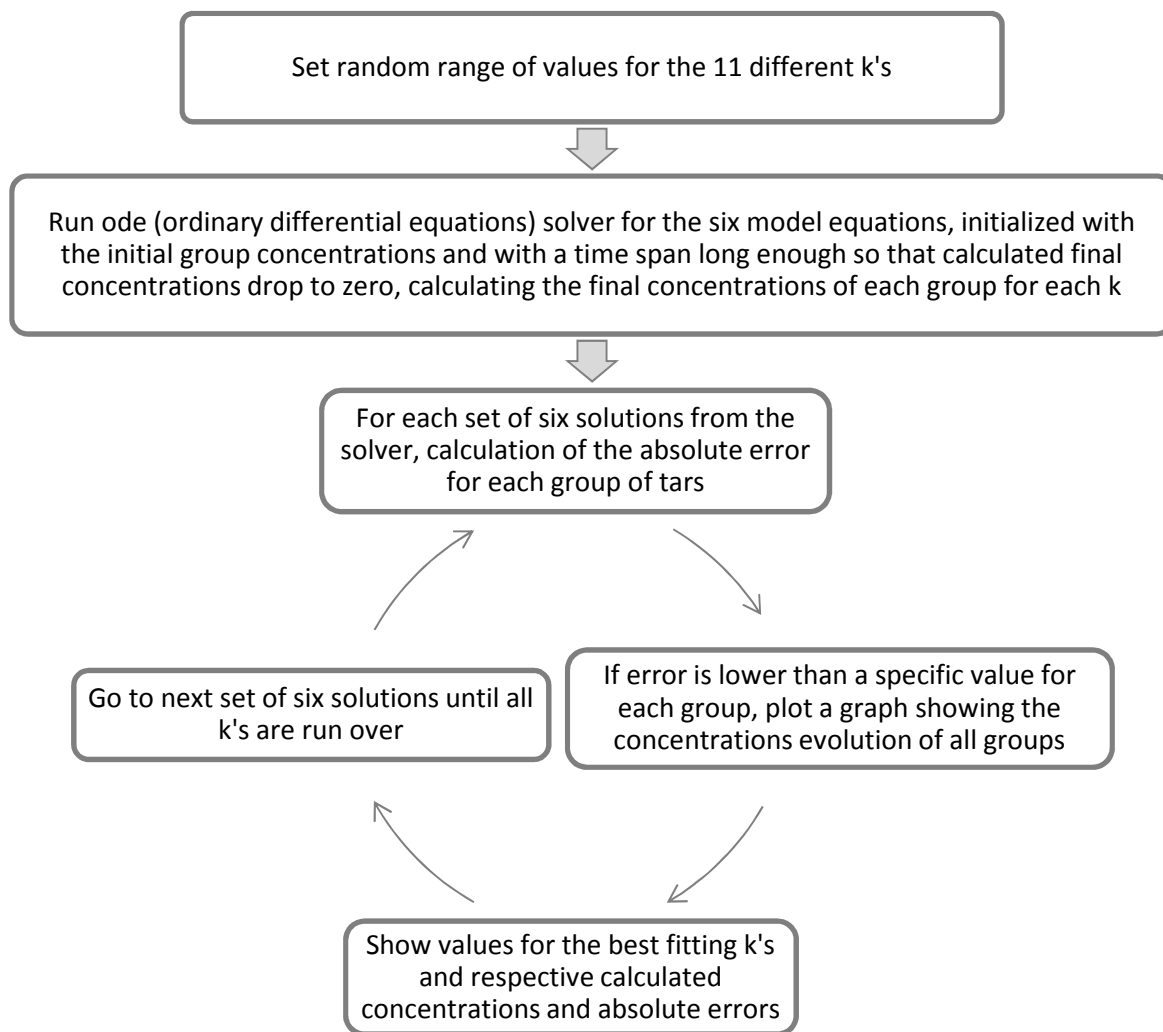 Set random range of values for the 11 different k's
Run ode (ordinary differential equations) solver for the six model equations, initialized with
the initial group concentrations and with a time span long enough so that calculated final
concentrations drop to zero, calculating the final concentrations of each group for each k
For each set of six solutions from the
solver, calculation of the absolute error
for each group of tars
If error is lower than a specific value for
each group, plot a graph showing the
concentrations evolution of all groups
Show values for the best fitting k's
and respective calculated
concentrations and absolute errors
Go to next set of six solutions until all
k's are run over